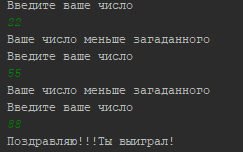 Введите ваше число
22
Ваше число меньше загаданного
Введите ваше число
55
Ваше число меньше загаданного
Введите ваше число
88
Поздравляю!!!Ты выиграл!